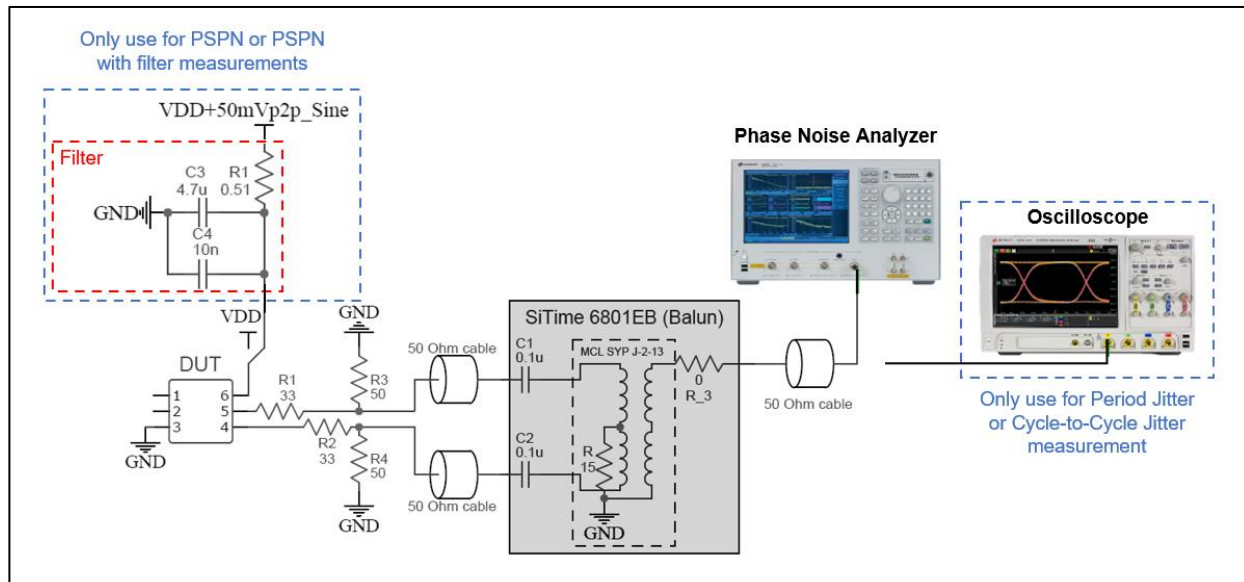 Only use for PSPN or PSPN
with filter measurements
VDD+50mVp2p_Sine
Filter
C3
4.7u
R1
0.51
GND
C4
10n
VDD
GND
DUT
1
2
3
6
5
4
R1
33
R2
33
R3
50
R4
50
GND
GND
50 Ohm cable
50 Ohm cable
SiTime 6801EB (Balun)
C1
0.1u
MCL SYP J-2-13
C2
0.1u
R
15
0
R_3
GND
50 Ohm cable
Phase Noise Analyzer
Oscilloscope
Only use for Period Jitter
or Cycle-to-Cycle Jitter
measurement